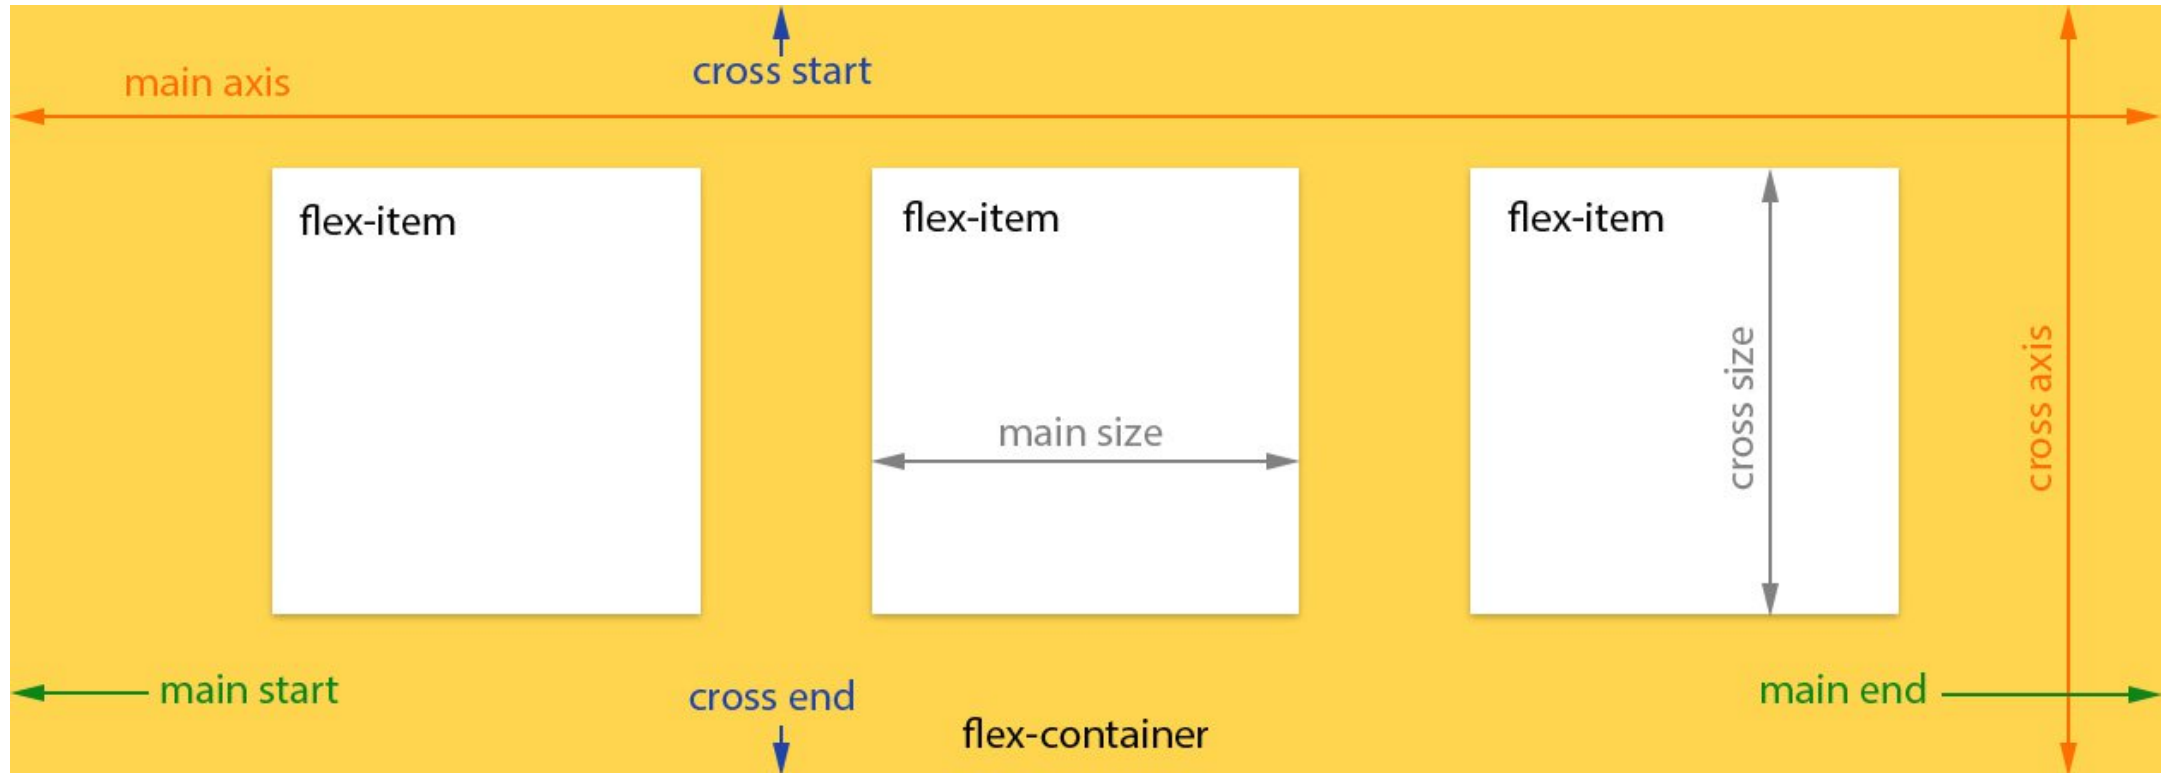 cross start
main axis
flex-item
flex-item
flex-item
main size
cross size
cross axis
main start
cross end
main end
flex-container